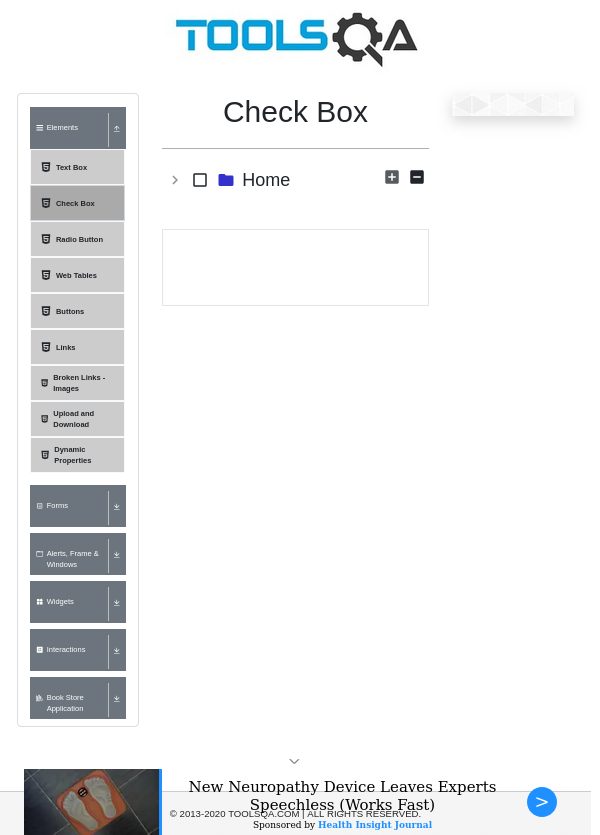 TOOLSQA
Elements
Text Box
Check Box
Radio Button
Web Tables
Buttons
Links
Broken Links -
Images
Upload and
Download
Dynamic
Properties
Forms
Alerts, Frame &
Windows
Widgets
Interactions
Book Store
Application
Check Box
Home
New Neuropathy Device Leaves Experts
Speechless (Works Fast)
© 2013-2020 TOOLSQA.COM | ALL RIGHTS RESERVED.
Sponsored by Health Insight Journal